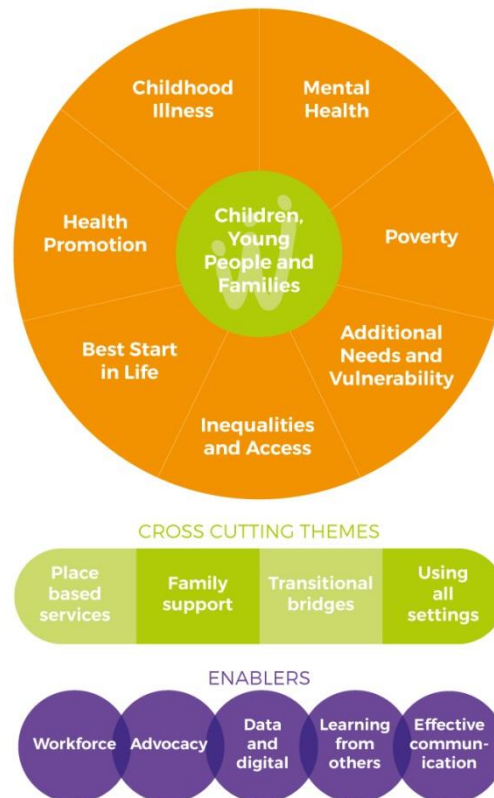 Childhood
Illness
Mental
Health
Health
Promotion
Children,
Young
People and
Families
Poverty
Best Start
in Life
Additional
Needs and
Vulnerability
Inequalities
and Access
CROSS CUTTING THEMES
Place
based
services
Family
support
Transitional
bridges
Using
all
settings
ENABLERS
Workforce
Advocacy
Data
and
digital
Learning
from
others
Effective
commun-
ication